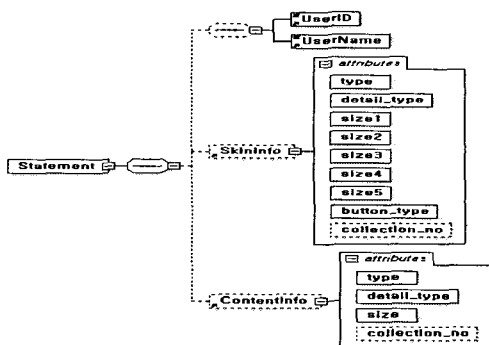 UserID
UserName
attributes
type
detail_type
size1
size2
SkinInfo
size3
Statement
size4
size5
button_type
collection_no
attributes
type
ContentInfo
detail_type
size
collection_no